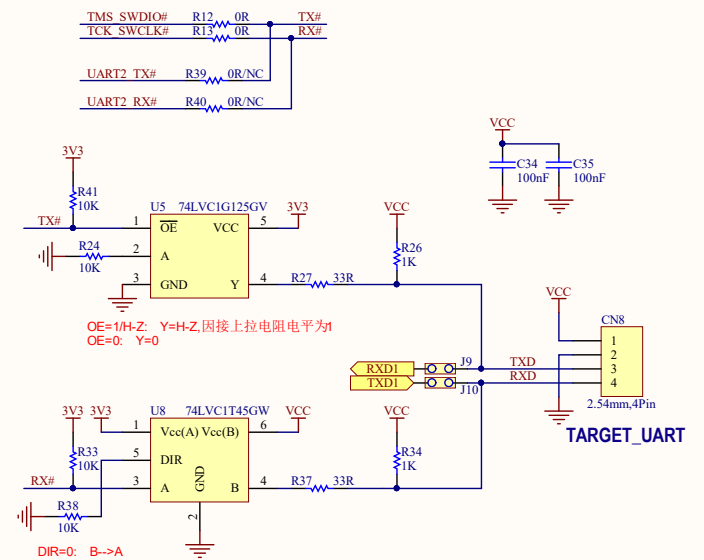 TMS_SWDIO# R12 0R TX#
TCK_SWCLK# R13 0R RX#
UART2_TX# R39 0R/NC
UART2_RX# R40 0R/NC
VCC
C34 C35
100nF 100nF
3V3
R41
10K
U5 74LVC1G125GV 3V3 VCC
TX# 1 OE VCC 5
R24 2 A
10K
R26
1K
3 GND Y 4 R27 33R
OE=1/H-Z: Y=H-Z,因接上拉电阻电平为1
OE=0: Y=0
VCC
CN8
1
2
3
4
RXD1 J9 TXD
TXD1 J10 RXD
2.54mm,4Pin
TARGET_UART
3V3 3V3 U8 74LVC1T45GW VCC VCC
1 Vcc(A) Vcc(B) 6
R33
10K
5 DIR
R34
1K
RX# 3 A GND B 4 R37 33R
R38
10K
2
DIR=0: B-->A